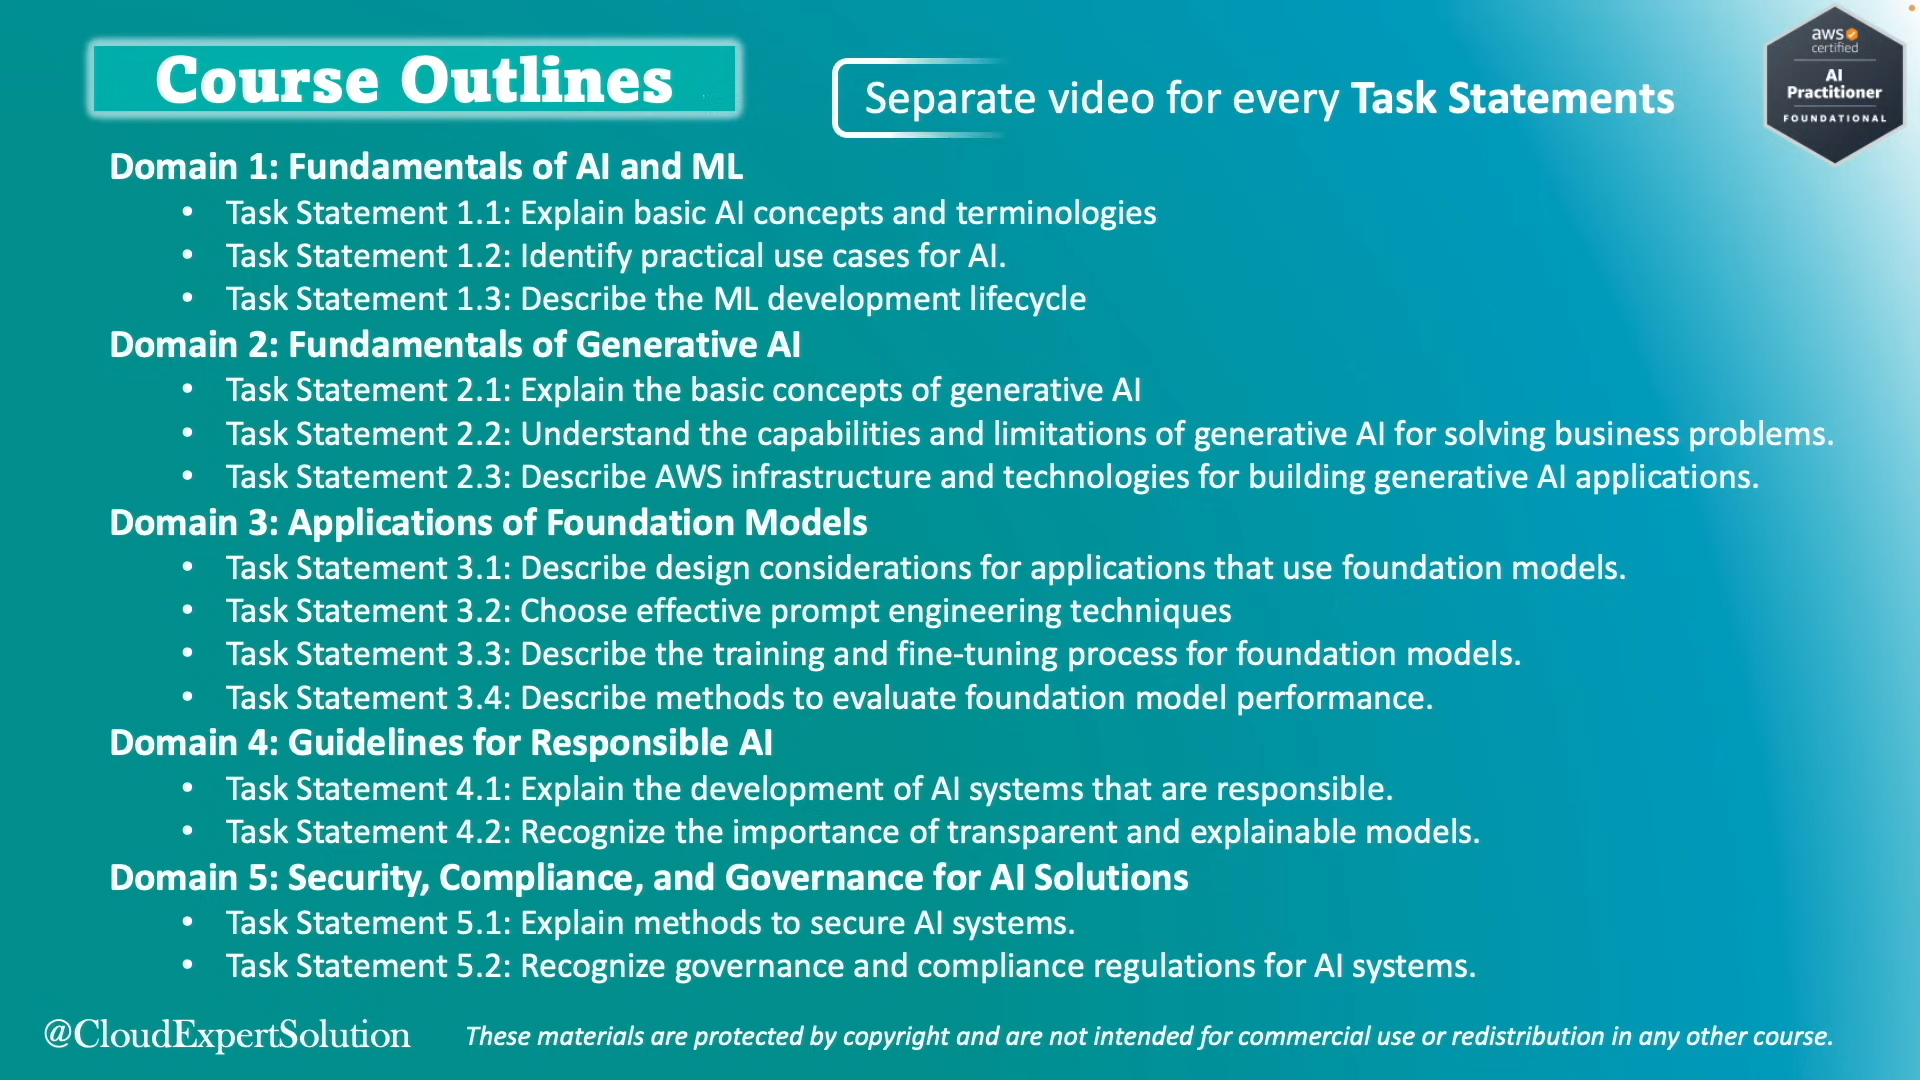 Course Outlines
Separate video for every Task Statements
aws
certified
AI
Practitioner
FOUNDATIONAL
Domain 1: Fundamentals of AI and ML
• Task Statement 1.1: Explain basic AI concepts and terminologies
• Task Statement 1.2: Identify practical use cases for AI.
• Task Statement 1.3: Describe the ML development lifecycle
Domain 2: Fundamentals of Generative AI
• Task Statement 2.1: Explain the basic concepts of generative AI
• Task Statement 2.2: Understand the capabilities and limitations of generative AI for solving business problems.
• Task Statement 2.3: Describe AWS infrastructure and technologies for building generative AI applications.
Domain 3: Applications of Foundation Models
• Task Statement 3.1: Describe design considerations for applications that use foundation models.
• Task Statement 3.2: Choose effective prompt engineering techniques
• Task Statement 3.3: Describe the training and fine-tuning process for foundation models.
• Task Statement 3.4: Describe methods to evaluate foundation model performance.
Domain 4: Guidelines for Responsible AI
• Task Statement 4.1: Explain the development of AI systems that are responsible.
• Task Statement 4.2: Recognize the importance of transparent and explainable models.
Domain 5: Security, Compliance, and Governance for AI Solutions
• Task Statement 5.1: Explain methods to secure AI systems.
• Task Statement 5.2: Recognize governance and compliance regulations for AI systems.
@CloudExpertSolution
These materials are protected by copyright and are not intended for commercial use or redistribution in any other course.